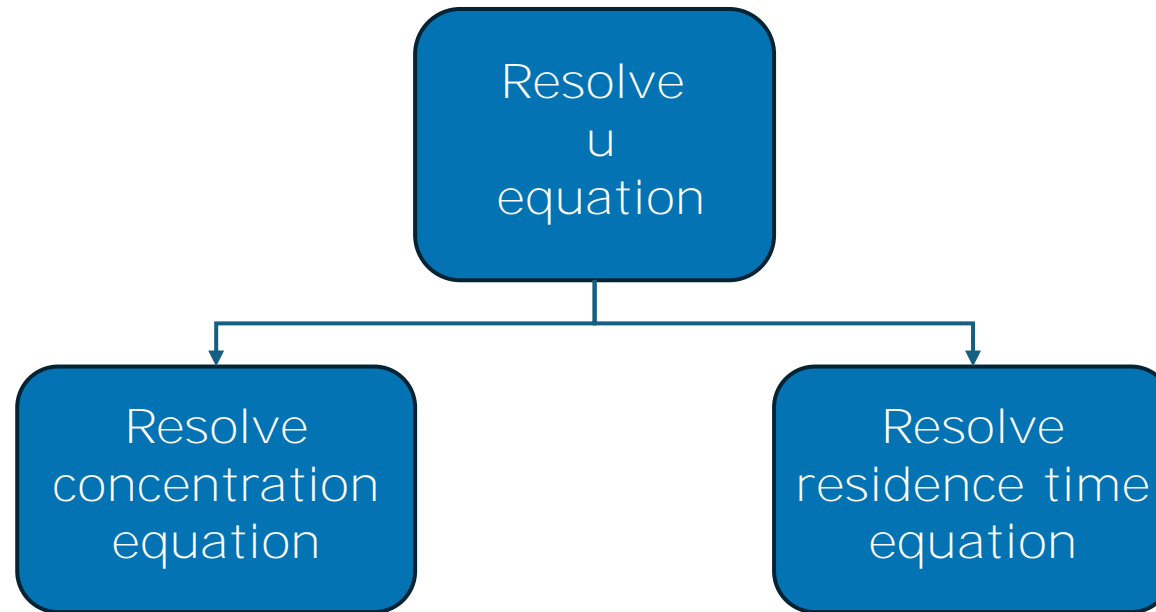 Resolve
u
equation
Resolve
concentration
equation
Resolve
residence time
equation